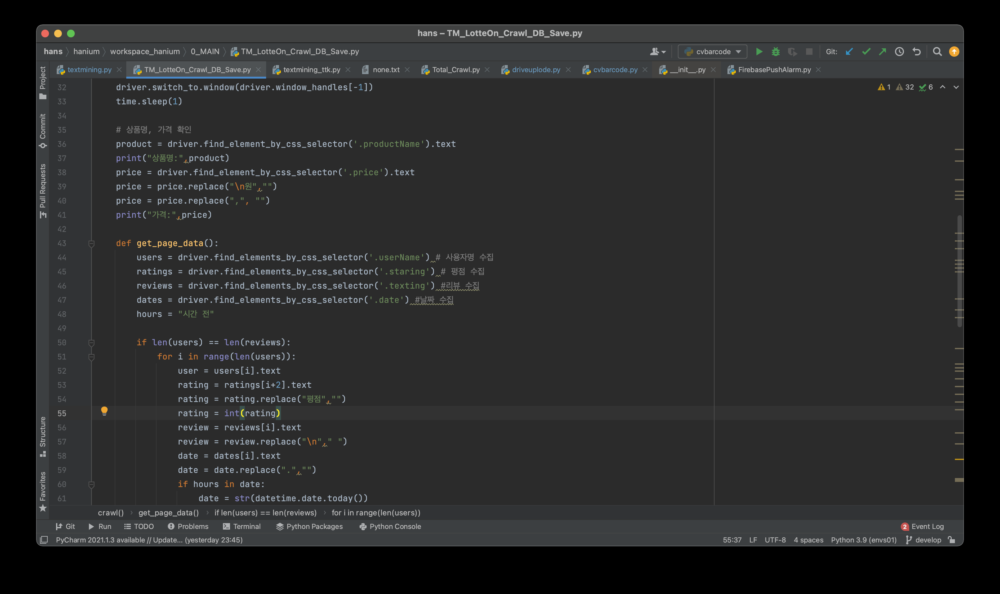 hans – TM_LotteOn_Crawl_DB_Save.py
hans hanium workspace_hanium 0_MAIN TM_LotteOn_Crawl_DB_Save.py cvbarcode Git:
textmining.py TM_LotteOn_Crawl_DB_Save.py textmining_ttk.py none.txt Total_Crawl.py driveuplode.py cvbarcode.py __init__.py FirebasePushAlarm.py
Project
Commit
Pull Requests
Structure
Favorites
1 32 6
32 driver.switch_to.window(driver.window_handles[-1])
33 time.sleep(1)
34
35 # 상품명, 가격 확인
36 product = driver.find_element_by_css_selector('.productName').text
37 print("상품명:",product)
38 price = driver.find_element_by_css_selector('.price').text
39 price = price.replace("\n원","")
40 price = price.replace(",", "")
41 print("가격:",price)
42
43 def get_page_data():
44 users = driver.find_elements_by_css_selector('.userName') # 사용자명 수집
45 ratings = driver.find_elements_by_css_selector('.staring') # 평점 수집
46 reviews = driver.find_elements_by_css_selector('.texting') #리뷰 수집
47 dates = driver.find_elements_by_css_selector('.date') #날짜 수집
48 hours = "시간 전"
49
50 if len(users) == len(reviews):
51 for i in range(len(users)):
52 user = users[i].text
53 rating = ratings[i+2].text
54 rating = rating.replace("평점","")
55 rating = int(rating)
56 review = reviews[i].text
57 review = review.replace("\n"," ")
58 date = dates[i].text
59 date = date.replace(".","")
60 if hours in date:
61 date = str(datetime.date.today())
crawl() › get_page_data() › if len(users) == len(reviews) › for i in range(len(users))
Git Run TODO Problems Terminal Python Packages Python Console 2 Event Log
PyCharm 2021.1.3 available // Update... (yesterday 23:45) 55:37 LF UTF-8 4 spaces Python 3.9 (envs01) develop